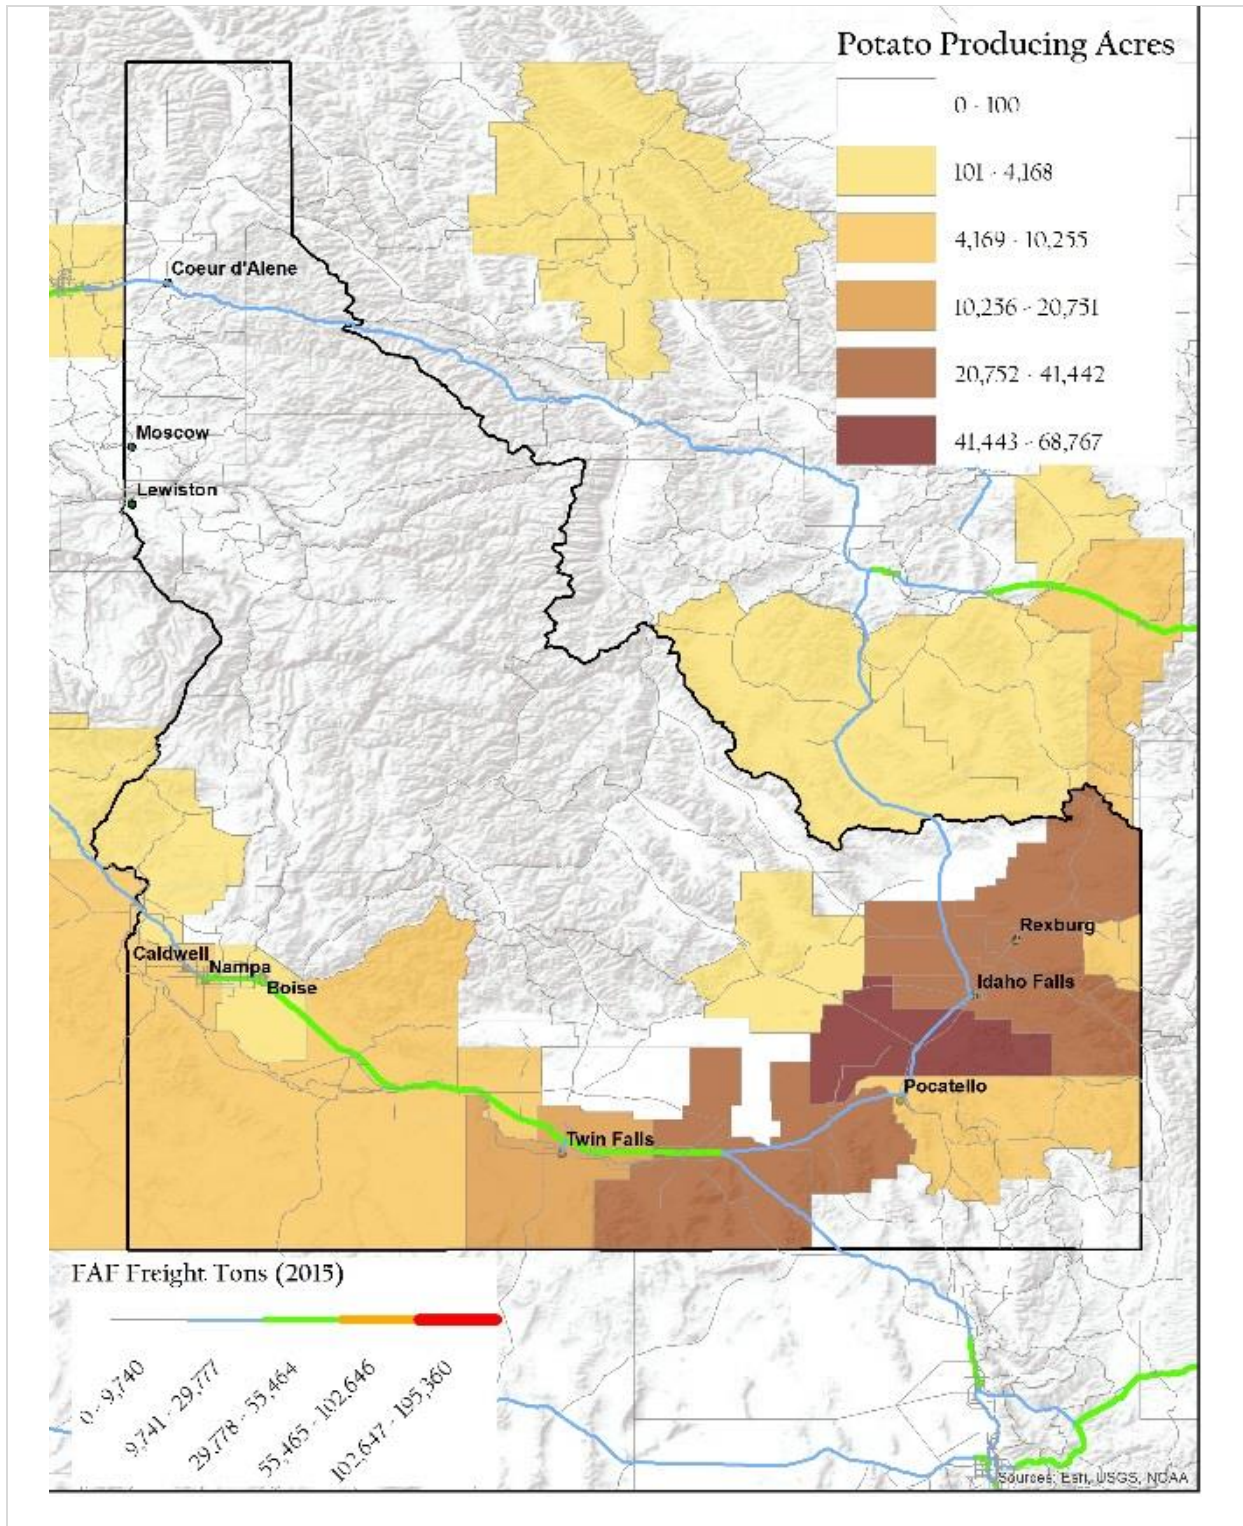 Potato Producing Acres
0 - 100
101 - 4,168
4,169 - 10,255
10,256 - 20,751
20,752 - 41,442
41,443 - 68,767
Coeur d'Alene
Moscow
Lewiston
Rexburg
Caldwell
Nampa
Boise
Idaho Falls
Pocatello
Twin Falls
FAF Freight Tons (2015)
0 - 9,740
9,741 - 29,777
29,778 - 55,464
55,465 - 102,646
102,647 - 195,360
Sources: Esri, USGS, NOAA